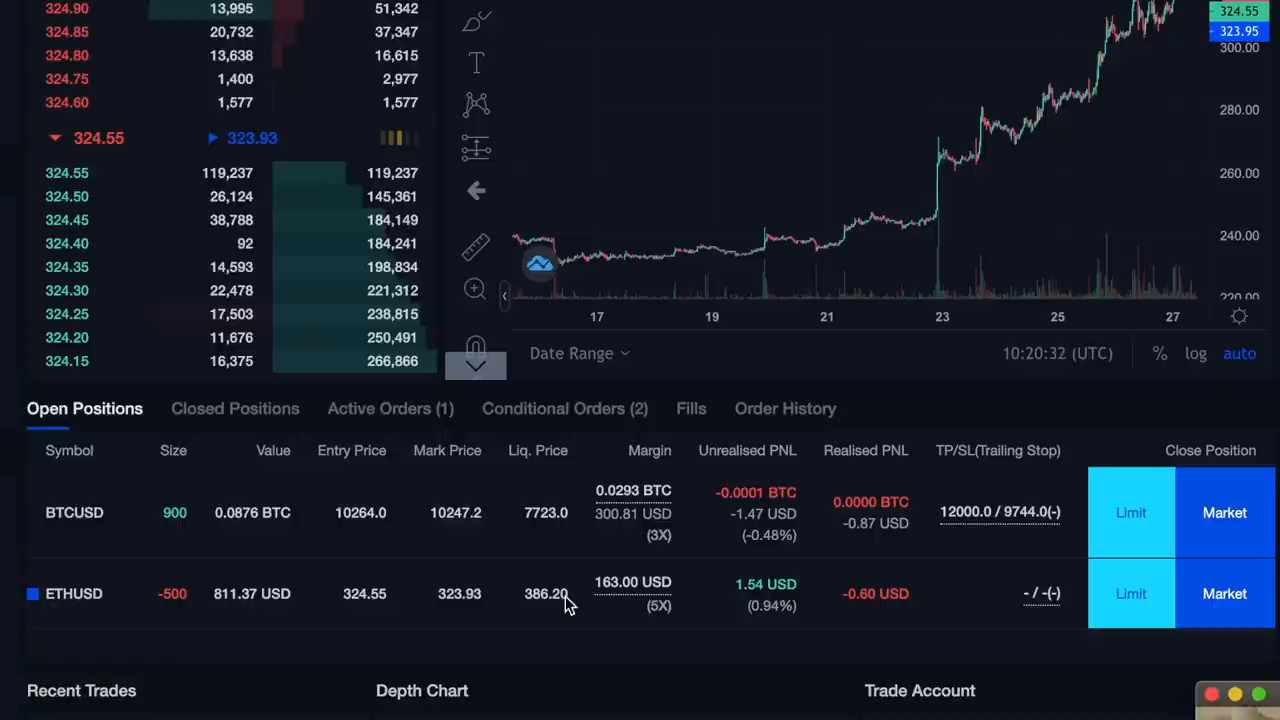 324.90 13,995 51,342
324.85 20,732 37,347
324.80 13,638 16,615
324.75 1,400 2,977
324.60 1,577 1,577
324.55 323.93
324.55 119,237 119,237
324.50 26,124 145,361
324.45 38,788 184,149
324.40 92 184,241
324.35 14,593 198,834
324.30 22,478 221,312
324.25 17,503 238,815
324.20 11,676 250,491
324.15 16,375 266,866
T
324.55
323.95
300.00
280.00
260.00
240.00
220.00
17 19 21 23 25 27
Date Range 10:20:32 (UTC) % log auto
Open Positions Closed Positions Active Orders (1) Conditional Orders (2) Fills Order History
Symbol Size Value Entry Price Mark Price Liq. Price Margin Unrealised PNL Realised PNL TP/SL(Trailing Stop) Close Position
BTCUSD 900 0.0876 BTC 10264.0 10247.2 7723.0 0.0293 BTC -0.0001 BTC 0.0000 BTC 12000.0 / 9744.0(-) Limit Market
300.81 USD -1.47 USD -0.87 USD
(3X) (-0.48%)
ETHUSD -500 811.37 USD 324.55 323.93 386.20 163.00 USD 1.54 USD -0.60 USD - / -(-) Limit Market
(5X) (0.94%)
Recent Trades Depth Chart Trade Account